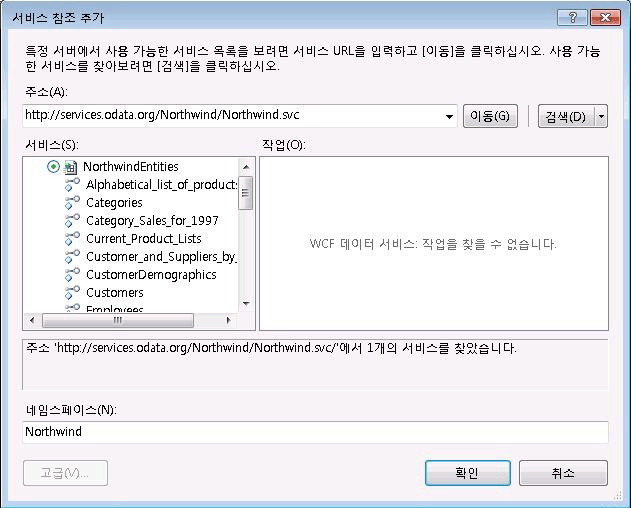 서비스 참조 추가
특정 서버에서 사용 가능한 서비스 목록을 보려면 서비스 URL을 입력하고 [이동]을 클릭하십시오. 사용 가능
한 서비스를 찾아보려면 [검색]을 클릭하십시오.
주소(A):
http://services.odata.org/Northwind/Northwind.svc
이동(G)
검색(D)
서비스(S):
작업(O):
NorthwindEntities
Alphabetical_list_of_products
Categories
Category_Sales_for_1997
Current_Product_Lists
Customer_and_Suppliers_by_
CustomerDemographics
Customers
Employees
WCF 데이터 서비스: 작업을 찾을 수 없습니다.
주소 'http://services.odata.org/Northwind/Northwind.svc/'에서 1개의 서비스를 찾았습니다.
네임스페이스(N):
Northwind
고급(V)...
확인
취소